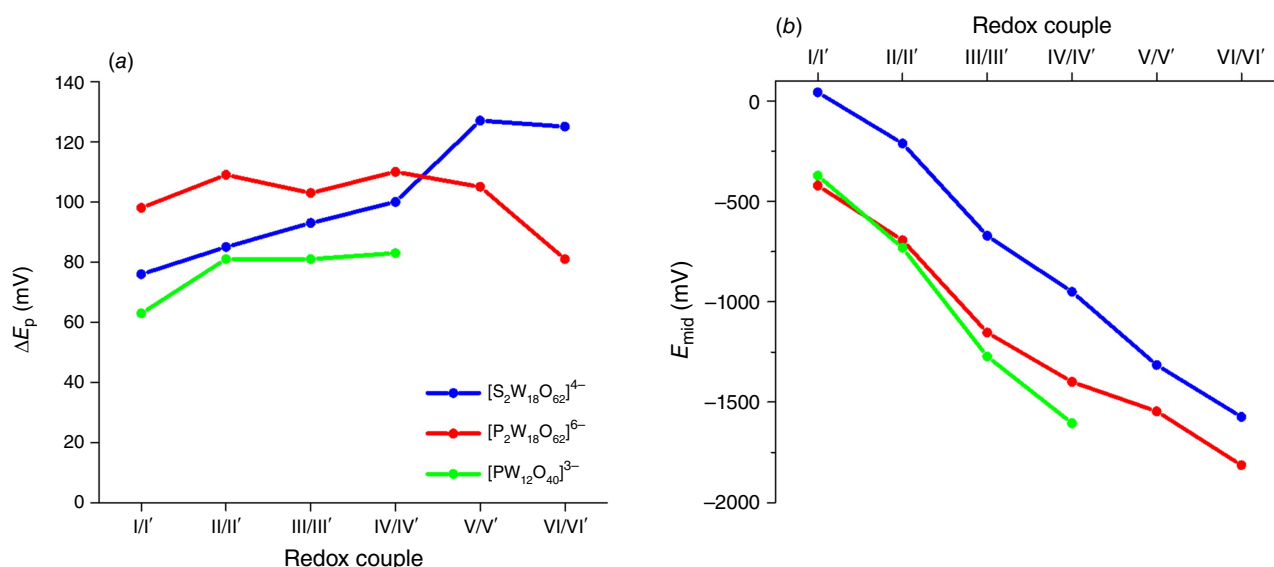 (a)
140
120
100
80
60
40
20
0
ΔEp (mV)
[S2W18O62]4–
[P2W18O62]6–
[PW12O40]3–
I/I′ II/II′ III/III′ IV/IV′ V/V′ VI/VI′
Redox couple
(b)
Redox couple
I/I′ II/II′ III/III′ IV/IV′ V/V′ VI/VI′
0
–500
–1000
–1500
–2000
Emid (mV)